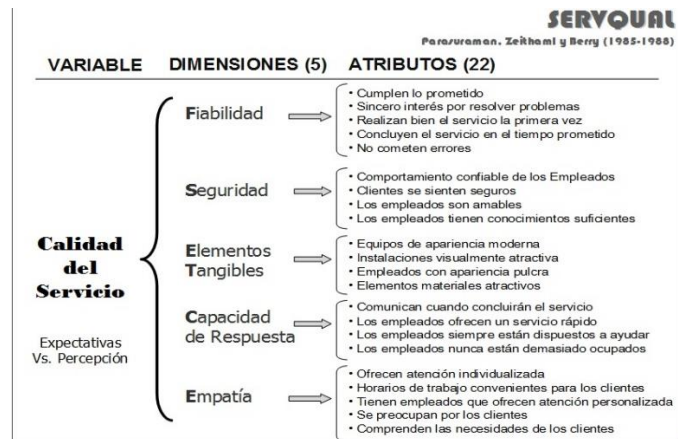 SERVQUAL
Parasuraman, Zeithaml y Berry (1985-1988)
VARIABLE DIMENSIONES (5) ATRIBUTOS (22)
Calidad
del
Servicio
Expectativas
Vs. Percepción
Fiabilidad
• Cumplen lo prometido
• Sincero interés por resolver problemas
• Realizan bien el servicio la primera vez
• Concluyen el servicio en el tiempo prometido
• No cometen errores
Seguridad
• Comportamiento confiable de los Empleados
• Clientes se sienten seguros
• Los empleados son amables
• Los empleados tienen conocimientos suficientes
Elementos
Tangibles
• Equipos de apariencia moderna
• Instalaciones visualmente atractiva
• Empleados con apariencia pulcra
• Elementos materiales atractivos
Capacidad
de Respuesta
• Comunican cuando concluirán el servicio
• Los empleados ofrecen un servicio rápido
• Los empleados siempre están dispuestos a ayudar
• Los empleados nunca están demasiado ocupados
Empatía
• Ofrecen atención individualizada
• Horarios de trabajo convenientes para los clientes
• Tienen empleados que ofrecen atención personalizada
• Se preocupan por los clientes
• Comprenden las necesidades de los clientes